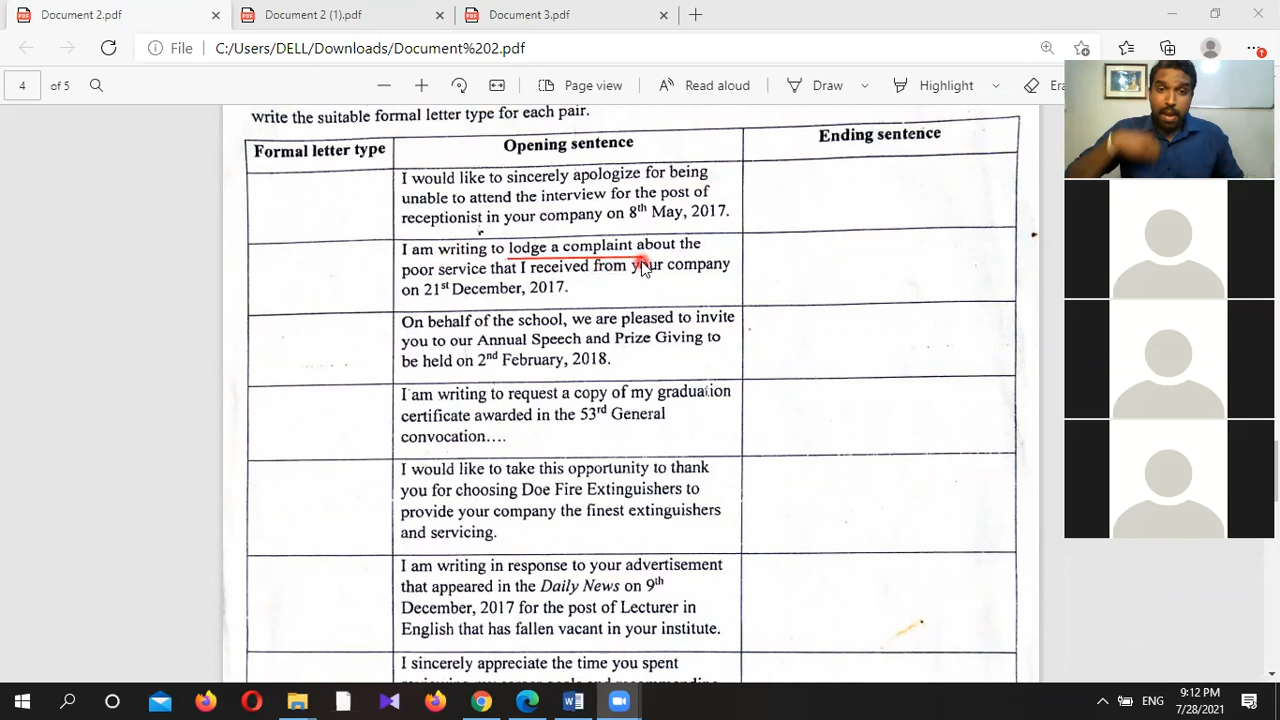 Document 2.pdf
Document 2 (1).pdf
Document 3.pdf
File C:/Users/DELL/Downloads/Document%202.pdf
4 of 5
Page view
Read aloud
Draw
Highlight
Era
write the suitable formal letter type for each pair.
Formal letter type
Opening sentence
Ending sentence
I would like to sincerely apologize for being
unable to attend the interview for the post of
receptionist in your company on 8th May, 2017.
I am writing to lodge a complaint about the
poor service that I received from your company
on 21st December, 2017.
On behalf of the school, we are pleased to invite
you to our Annual Speech and Prize Giving to
be held on 2nd February, 2018.
I am writing to request a copy of my graduation
certificate awarded in the 53rd General
convocation….
I would like to take this opportunity to thank
you for choosing Doe Fire Extinguishers to
provide your company the finest extinguishers
and servicing.
I am writing in response to your advertisement
that appeared in the Daily News on 9th
December, 2017 for the post of Lecturer in
English that has fallen vacant in your institute.
I sincerely appreciate the time you spent
ENG
9:12 PM
7/28/2021